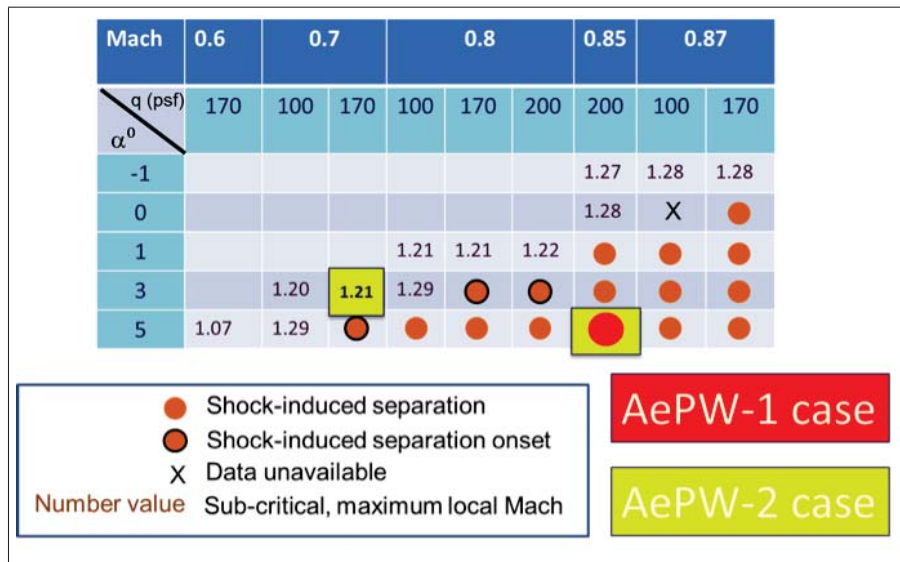 Mach 0.6 0.7 0.8 0.85 0.87
q (psf) 170 100 170 100 170 200 200 100 170
α⁰
-1 1.27 1.28 1.28
0 1.28 X
1 1.21 1.21 1.22
3 1.20 1.21 1.29
5 1.07 1.29
Shock-induced separation
Shock-induced separation onset
X Data unavailable
Number value Sub-critical, maximum local Mach
AePW-1 case
AePW-2 case